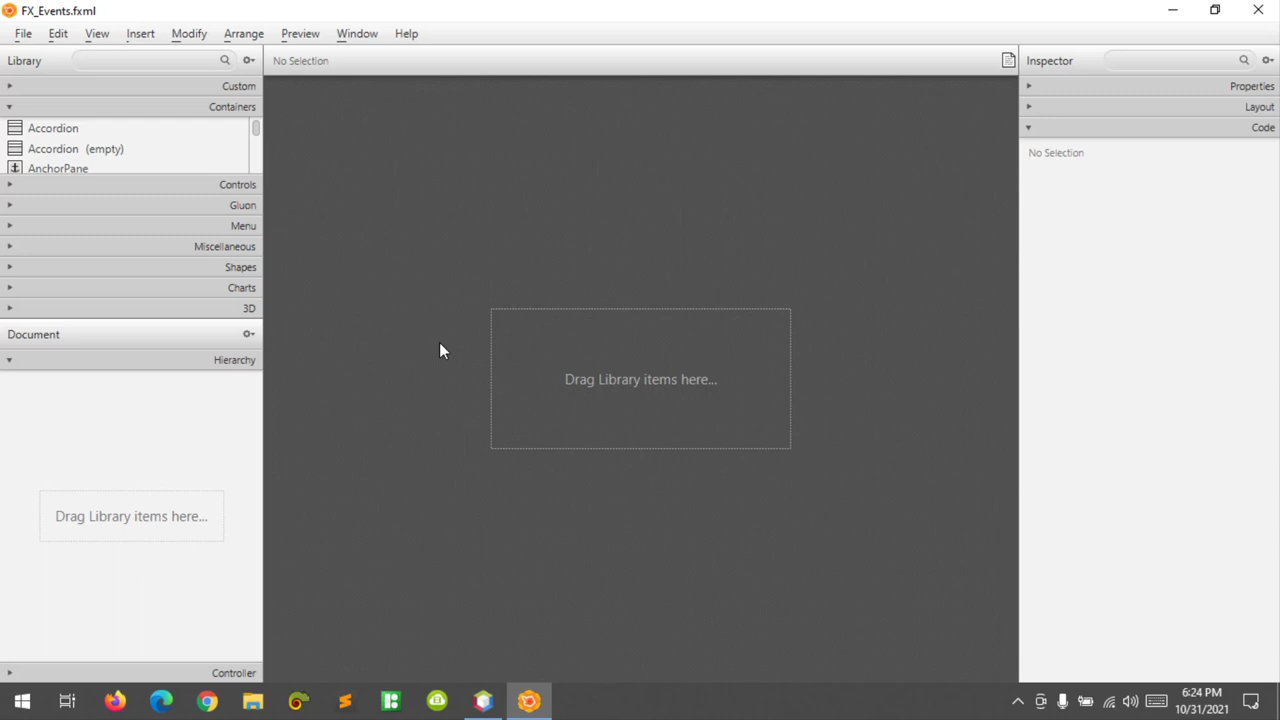 FX_Events.fxml
File Edit View Insert Modify Arrange Preview Window Help
Library
No Selection
Inspector
Custom
Containers
Accordion
Accordion (empty)
AnchorPane
Controls
Gluon
Menu
Miscellaneous
Shapes
Charts
3D
Document
Hierarchy
Drag Library items here...
Controller
Drag Library items here...
Properties
Layout
Code
No Selection
6:24 PM
10/31/2021